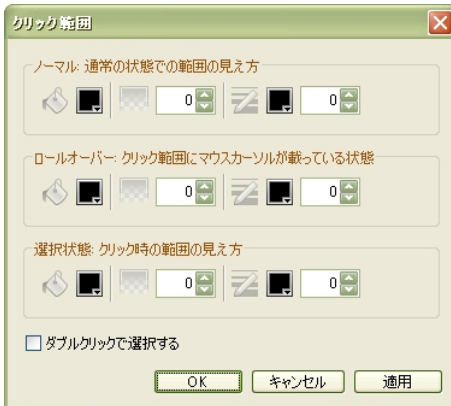 クリック範囲
ノーマル: 通常の状態での範囲の見え方
0 0
ロールオーバー: クリック範囲にマウスカーソルが載っている状態
0 0
選択状態: クリック時の範囲の見え方
0 0
ダブルクリックで選択する
OK キャンセル 適用